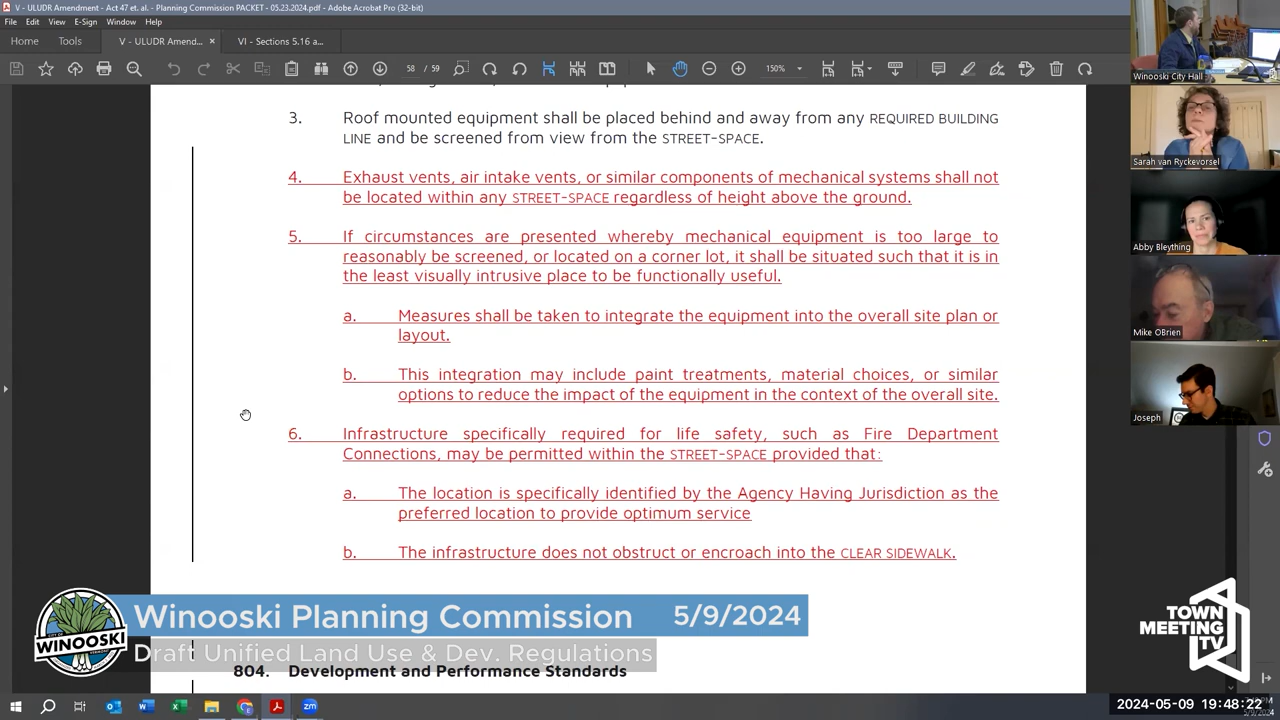 V - ULUDR Amendment - Act 47 et. al. - Planning Commission PACKET - 05.23.2024.pdf - Adobe Acrobat Pro (32-bit)
File Edit View E-Sign Window Help
Home Tools V - ULUDR Amend... × VI - Sections 5.16 a...
58 / 59 150%
3. Roof mounted equipment shall be placed behind and away from any REQUIRED BUILDING
LINE and be screened from view from the STREET-SPACE.
4. Exhaust vents, air intake vents, or similar components of mechanical systems shall not
be located within any STREET-SPACE regardless of height above the ground.
5. If circumstances are presented whereby mechanical equipment is too large to
reasonably be screened, or located on a corner lot, it shall be situated such that it is in
the least visually intrusive place to be functionally useful.
a. Measures shall be taken to integrate the equipment into the overall site plan or
layout.
b. This integration may include paint treatments, material choices, or similar
options to reduce the impact of the equipment in the context of the overall site.
6. Infrastructure specifically required for life safety, such as Fire Department
Connections, may be permitted within the STREET-SPACE provided that:
a. The location is specifically identified by the Agency Having Jurisdiction as the
preferred location to provide optimum service
b. The infrastructure does not obstruct or encroach into the CLEAR SIDEWALK.
804. Development and Performance Standards
Winooski City Hall
Sarah van Ryckevorsel
Abby Bleything
Mike OBrien
Joseph
WINOOSKI
Winooski Planning Commission 5/9/2024
Draft Unified Land Use & Dev. Regulations
TOWN
MEETING
TV
2024-05-09 19:48:22